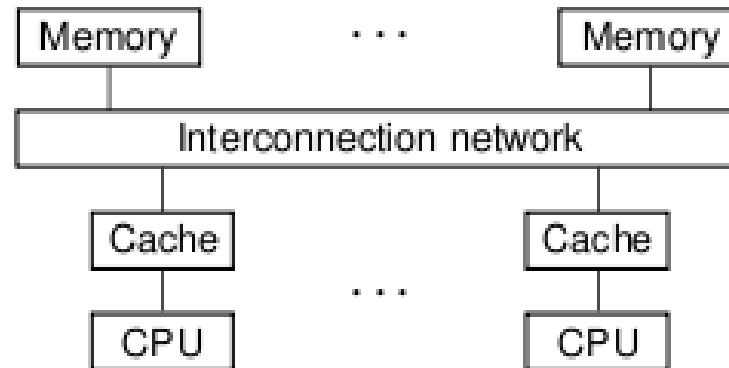 Memory ... Memory
Interconnection network
Cache Cache
...
CPU CPU